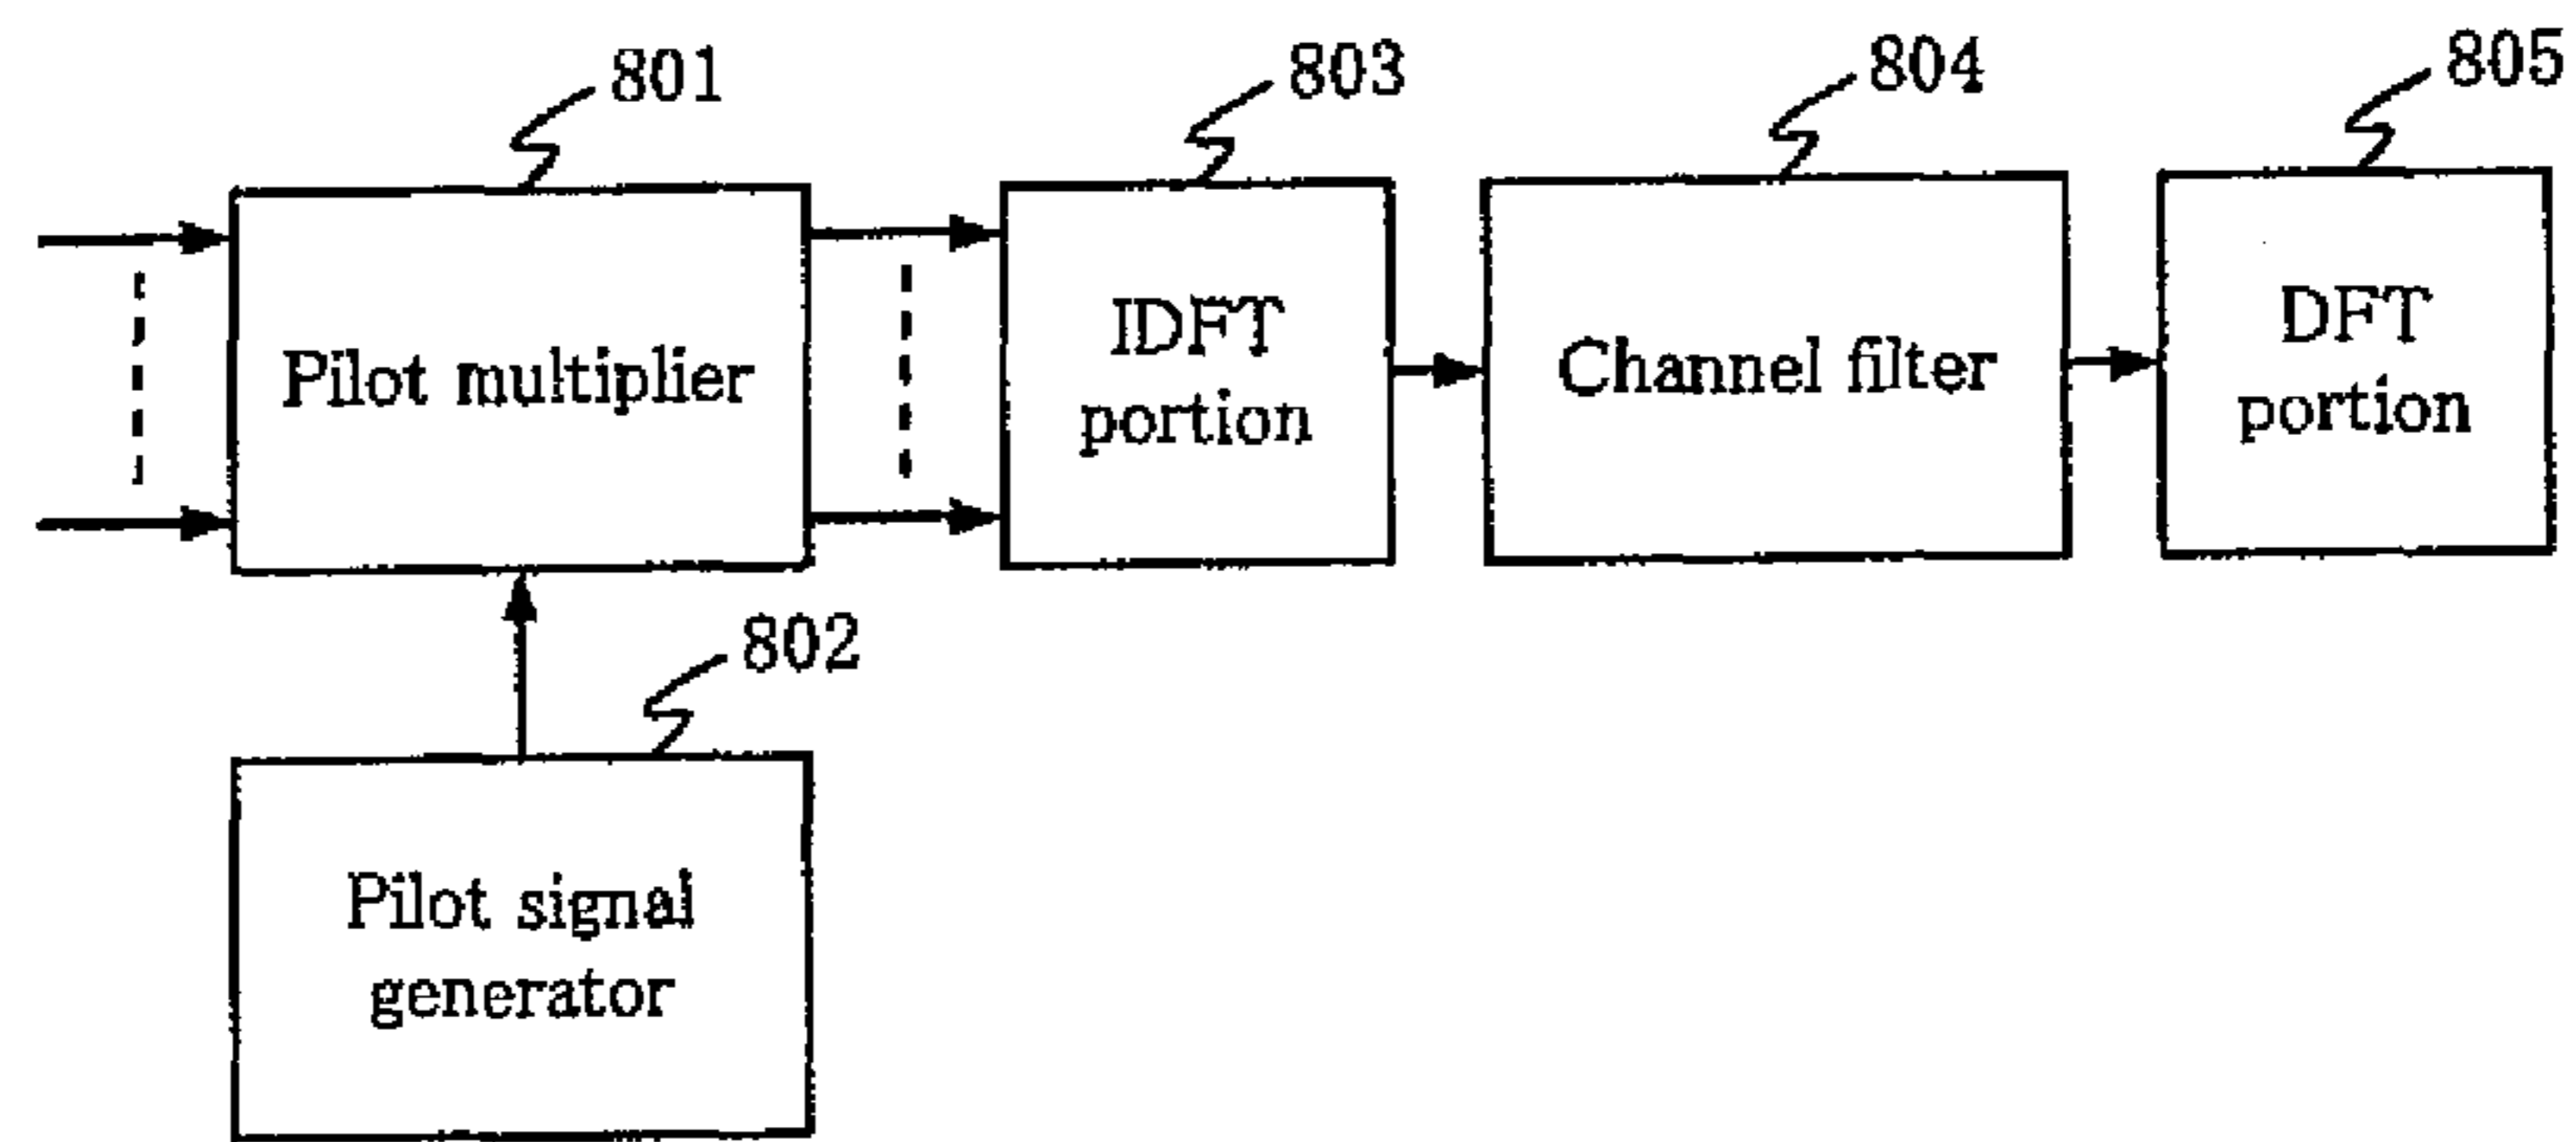 801
803
804
805
Pilot multiplier
IDFT
portion
Channel filter
DFT
portion
802
Pilot signal
generator